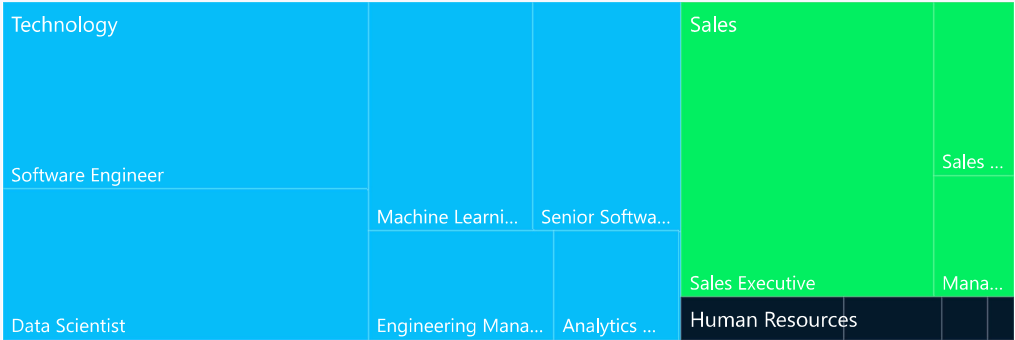 Technology
Software Engineer
Data Scientist
Machine Learni...
Senior Softwa...
Engineering Mana...
Analytics ...
Sales
Sales Executive
Sales ...
Mana...
Human Resources